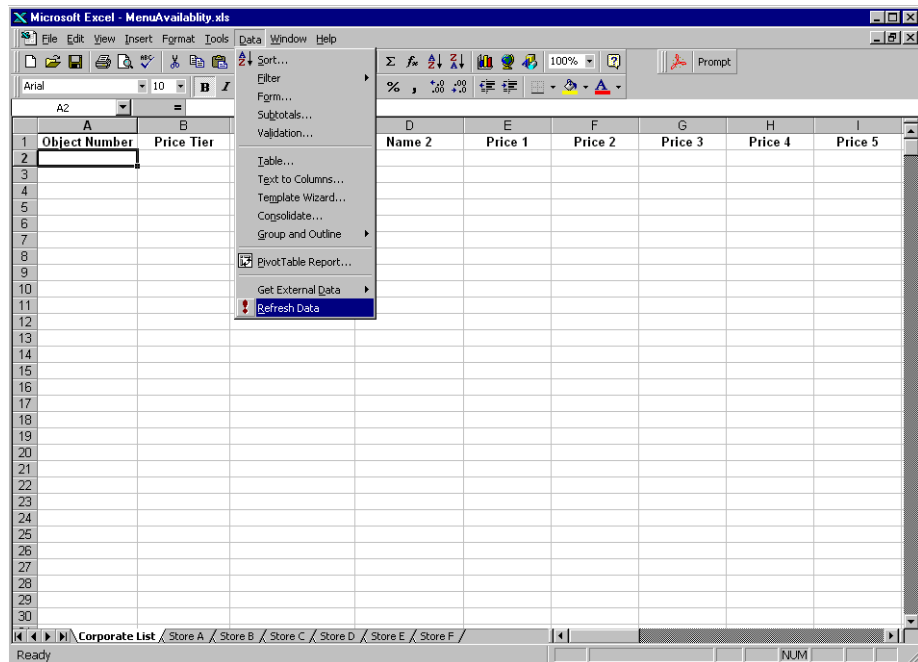 Microsoft Excel - MenuAvailablity.xls
File Edit View Insert Format Tools Data Window Help
100% Prompt
Arial 10 B I % ,
A2 =
A B D E F G H I
1 Object Number Price Tier Name 2 Price 1 Price 2 Price 3 Price 4 Price 5
Sort...
Filter
Form...
Subtotals...
Validation...
Table...
Text to Columns...
Template Wizard...
Consolidate...
Group and Outline
PivotTable Report...
Get External Data
Refresh Data
2
3
4
5
6
7
8
9
10
11
12
13
14
15
16
17
18
19
20
21
22
23
24
25
26
27
28
29
30
Corporate List Store A Store B Store C Store D Store E Store F
Ready NUM